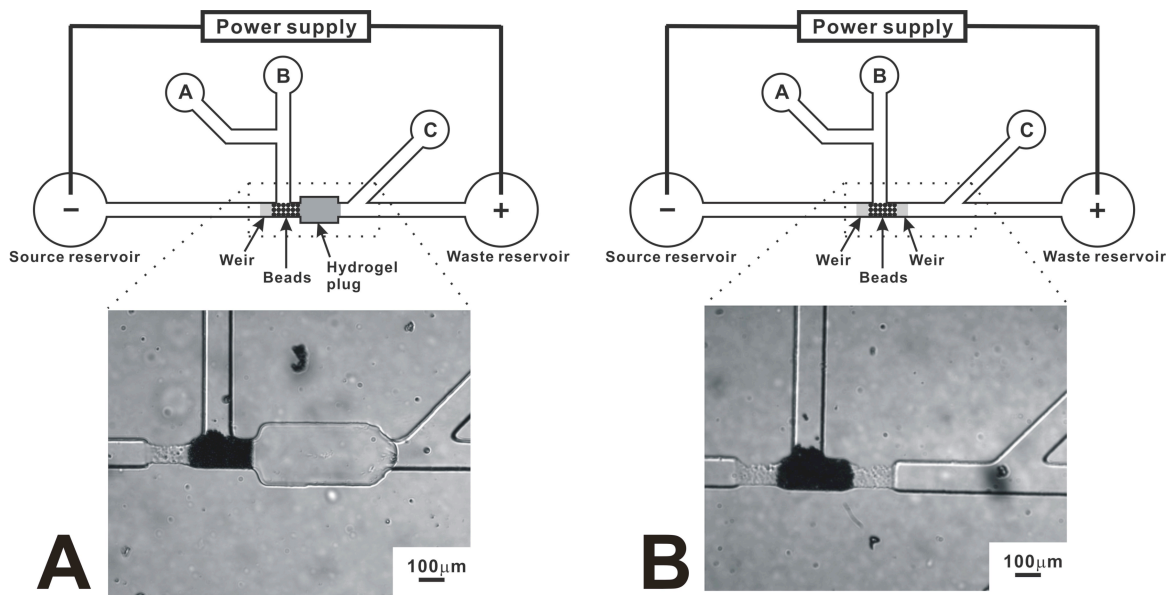 Power supply
A
B
C
−
+
Source reservoir
Weir
Beads
Hydrogel
plug
Waste reservoir
A
100μm
Power supply
A
B
C
−
+
Source reservoir
Weir
Beads
Weir
Waste reservoir
B
100μm